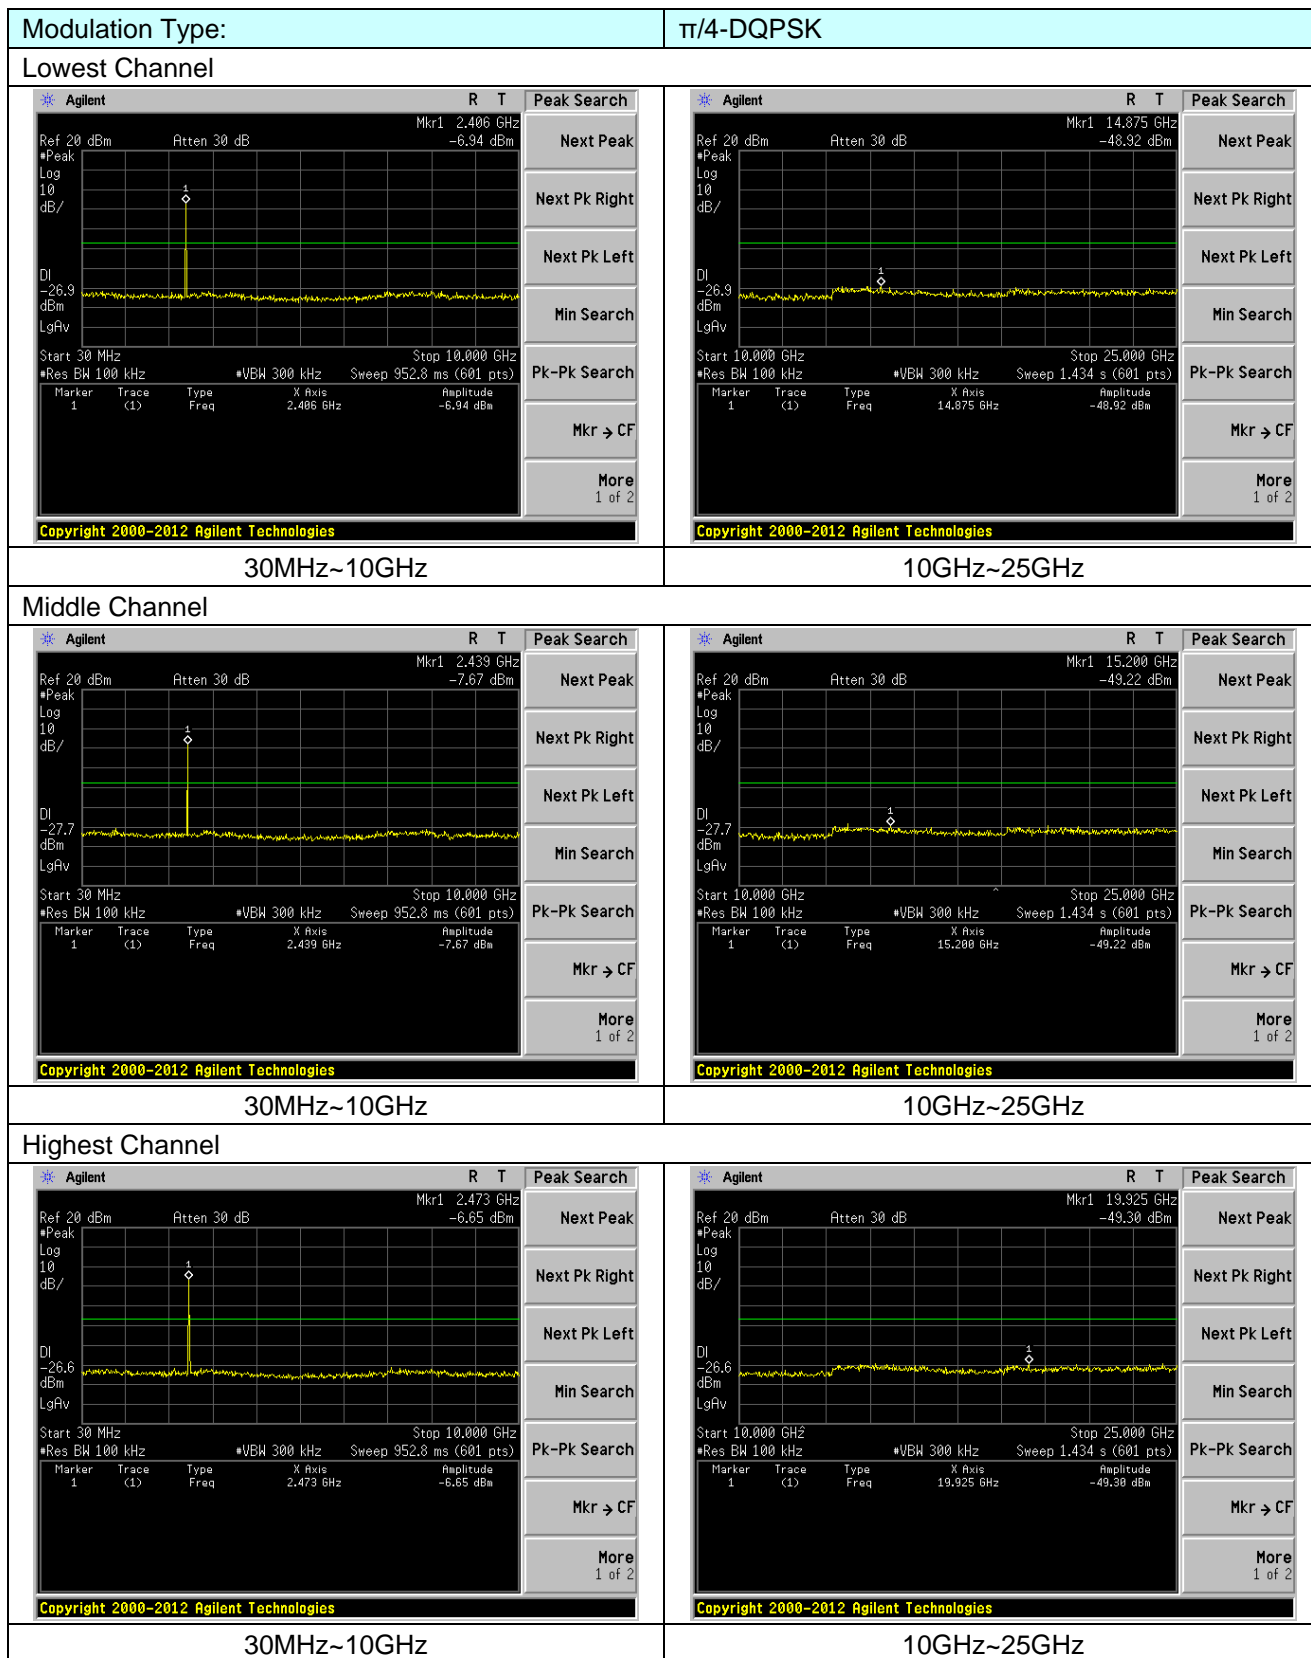 Modulation Type: π/4-DQPSK
Lowest Channel
Agilent R T Peak Search
Mkr1 2.406 GHz
Ref 20 dBm Atten 30 dB -6.94 dBm Next Peak
#Peak
Log
10
dB/
1
Next Pk Right
Next Pk Left
DI
-26.9
dBm
Min Search
LgAv
Start 30 MHz Stop 10.000 GHz
#Res BW 100 kHz #VBW 300 kHz Sweep 952.8 ms (601 pts) Pk-Pk Search
Marker Trace Type X Axis Amplitude
1 (1) Freq 2.406 GHz -6.94 dBm
Mkr → CF
More
1 of 2
Copyright 2000-2012 Agilent Technologies
Agilent R T Peak Search
Mkr1 14.875 GHz
Ref 20 dBm Atten 30 dB -48.92 dBm Next Peak
#Peak
Log
10
dB/
Next Pk Right
Next Pk Left
1
DI
-26.9
dBm
Min Search
LgAv
Start 10.000 GHz Stop 25.000 GHz
#Res BW 100 kHz #VBW 300 kHz Sweep 1.434 s (601 pts) Pk-Pk Search
Marker Trace Type X Axis Amplitude
1 (1) Freq 14.875 GHz -48.92 dBm
Mkr → CF
More
1 of 2
Copyright 2000-2012 Agilent Technologies
30MHz~10GHz 10GHz~25GHz
Middle Channel
Agilent R T Peak Search
Mkr1 2.439 GHz
Ref 20 dBm Atten 30 dB -7.67 dBm Next Peak
#Peak
Log
10
dB/
1
Next Pk Right
Next Pk Left
DI
-27.7
dBm
Min Search
LgAv
Start 30 MHz Stop 10.000 GHz
#Res BW 100 kHz #VBW 300 kHz Sweep 952.8 ms (601 pts) Pk-Pk Search
Marker Trace Type X Axis Amplitude
1 (1) Freq 2.439 GHz -7.67 dBm
Mkr → CF
More
1 of 2
Copyright 2000-2012 Agilent Technologies
Agilent R T Peak Search
Mkr1 15.200 GHz
Ref 20 dBm Atten 30 dB -49.22 dBm Next Peak
#Peak
Log
10
dB/
Next Pk Right
Next Pk Left
1
DI
-27.7
dBm
Min Search
LgAv
Start 10.000 GHz Stop 25.000 GHz
#Res BW 100 kHz #VBW 300 kHz Sweep 1.434 s (601 pts) Pk-Pk Search
Marker Trace Type X Axis Amplitude
1 (1) Freq 15.200 GHz -49.22 dBm
Mkr → CF
More
1 of 2
Copyright 2000-2012 Agilent Technologies
30MHz~10GHz 10GHz~25GHz
Highest Channel
Agilent R T Peak Search
Mkr1 2.473 GHz
Ref 20 dBm Atten 30 dB -6.65 dBm Next Peak
#Peak
Log
10
dB/
1
Next Pk Right
Next Pk Left
DI
-26.6
dBm
Min Search
LgAv
Start 30 MHz Stop 10.000 GHz
#Res BW 100 kHz #VBW 300 kHz Sweep 952.8 ms (601 pts) Pk-Pk Search
Marker Trace Type X Axis Amplitude
1 (1) Freq 2.473 GHz -6.65 dBm
Mkr → CF
More
1 of 2
Copyright 2000-2012 Agilent Technologies
Agilent R T Peak Search
Mkr1 19.925 GHz
Ref 20 dBm Atten 30 dB -49.30 dBm Next Peak
#Peak
Log
10
dB/
Next Pk Right
Next Pk Left
1
DI
-26.6
dBm
Min Search
LgAv
Start 10.000 GHz Stop 25.000 GHz
#Res BW 100 kHz #VBW 300 kHz Sweep 1.434 s (601 pts) Pk-Pk Search
Marker Trace Type X Axis Amplitude
1 (1) Freq 19.925 GHz -49.30 dBm
Mkr → CF
More
1 of 2
Copyright 2000-2012 Agilent Technologies
30MHz~10GHz 10GHz~25GHz